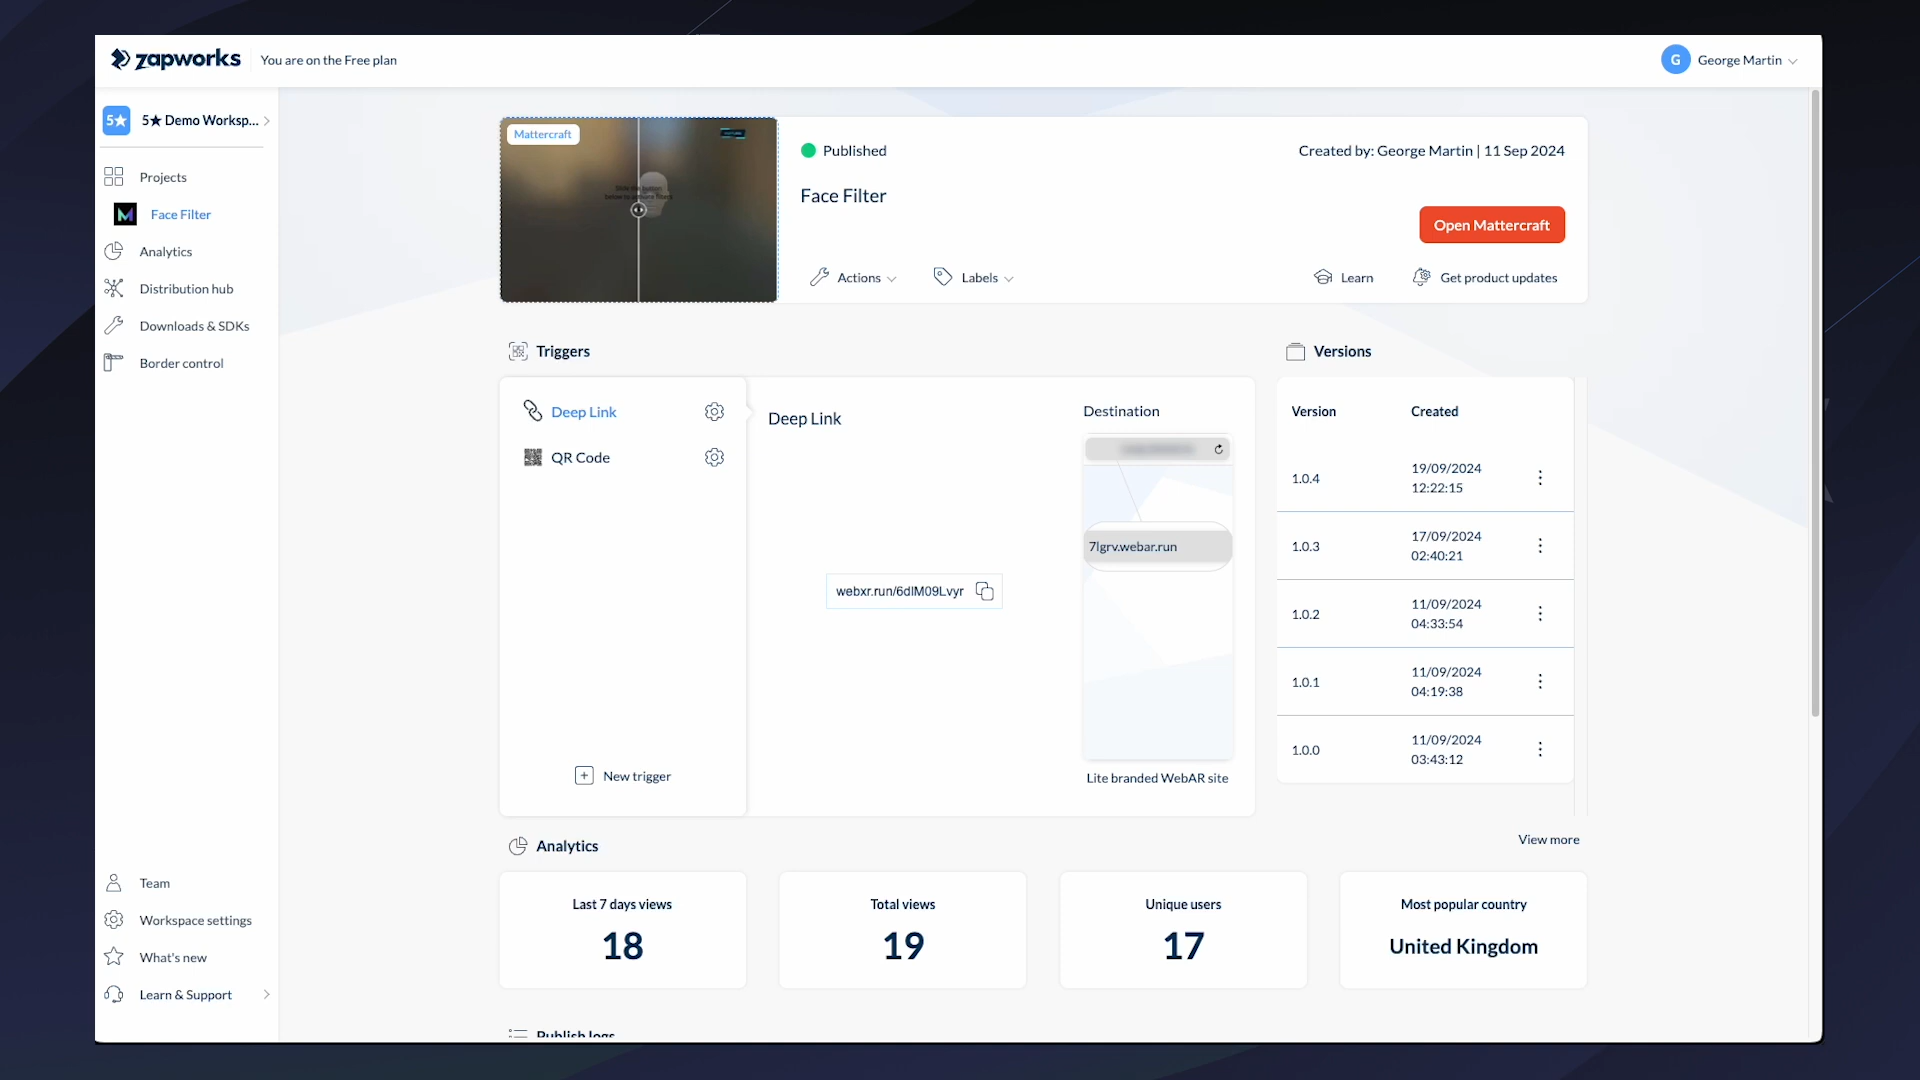 zapworks
You are on the Free plan
G
George Martin
5★
5★ Demo Worksp...
Projects
Face Filter
Analytics
Distribution hub
Downloads & SDKs
Border control
Team
Workspace settings
What's new
Learn & Support
Mattercraft
Published
Created by: George Martin | 11 Sep 2024
Face Filter
Open Mattercraft
Actions
Labels
Learn
Get product updates
Triggers
Deep Link
QR Code
New trigger
Deep Link
webxr.run/6dlM09Lvyr
Destination
7lgrv.webar.run
Lite branded WebAR site
Versions
Version Created
1.0.4 19/09/2024
12:22:15
1.0.3 17/09/2024
02:40:21
1.0.2 11/09/2024
04:33:54
1.0.1 11/09/2024
04:19:38
1.0.0 11/09/2024
03:43:12
Analytics
View more
Last 7 days views
18
Total views
19
Unique users
17
Most popular country
United Kingdom
Publish logs